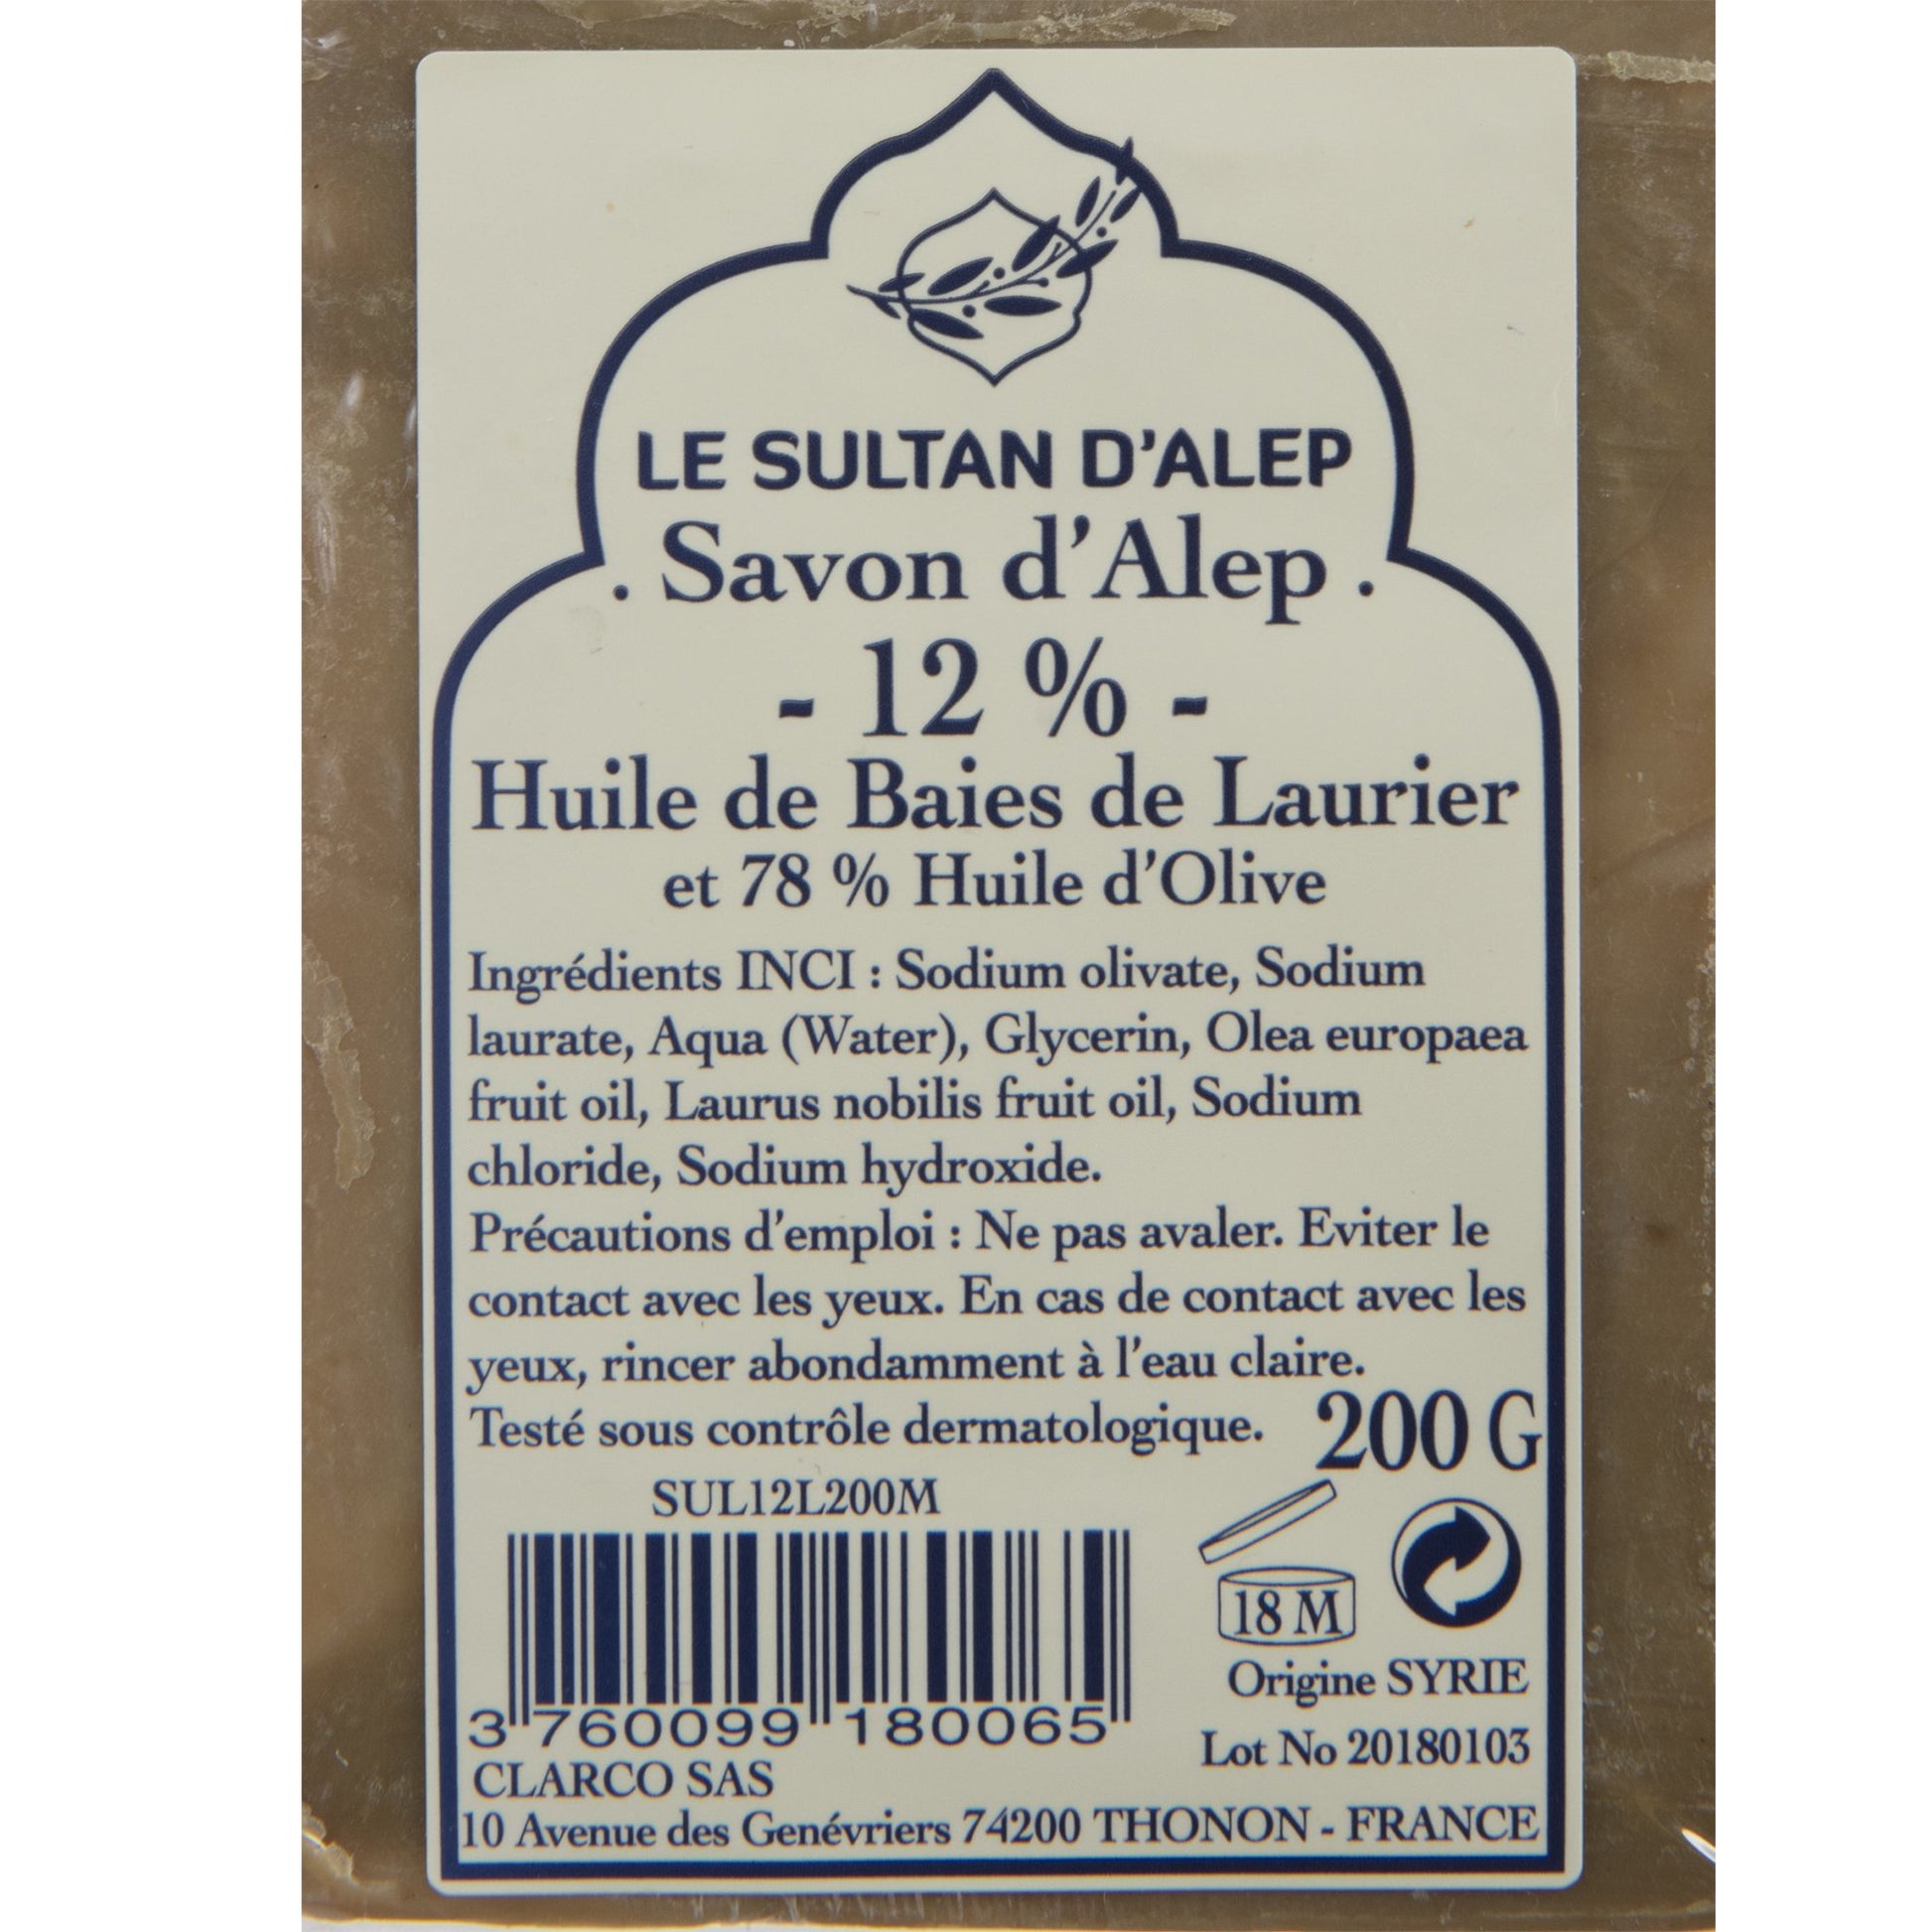 LE SULTAN D'ALEP
. Savon d'Alep .
- 12 % -
Huile de Baies de Laurier
et 78 % Huile d'Olive
Ingrédients INCI : Sodium olivate, Sodium
laurate, Aqua (Water), Glycerin, Olea europaea
fruit oil, Laurus nobilis fruit oil, Sodium
chloride, Sodium hydroxide.
Précautions d'emploi : Ne pas avaler. Eviter le
contact avec les yeux. En cas de contact avec les
yeux, rincer abondamment à l'eau claire.
Testé sous contrôle dermatologique.
200 G
SUL12L200M
3 760099 180065
18 M
Origine SYRIE
Lot No 20180103
CLARCO SAS
10 Avenue des Genévriers 74200 THONON - FRANCE